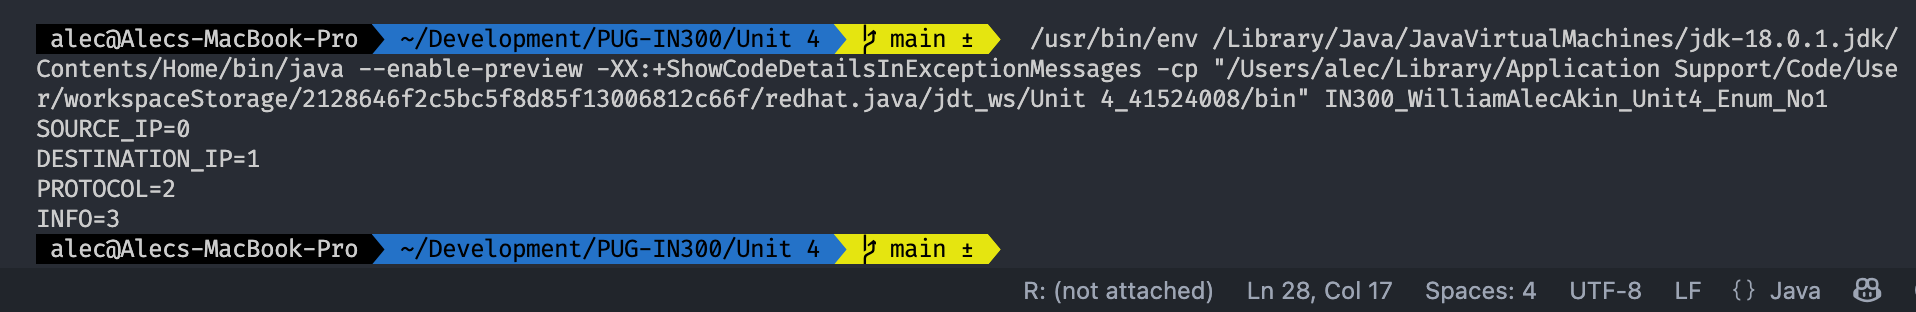 alec@Alecs-MacBook-Pro ~/Development/PUG-IN300/Unit 4 main ± /usr/bin/env /Library/Java/JavaVirtualMachines/jdk-18.0.1.jdk/
Contents/Home/bin/java --enable-preview -XX:+ShowCodeDetailsInExceptionMessages -cp "/Users/alec/Library/Application Support/Code/Use
r/workspaceStorage/2128646f2c5bc5f8d85f13006812c66f/redhat.java/jdt_ws/Unit 4_41524008/bin" IN300_WilliamAlecAkin_Unit4_Enum_No1
SOURCE_IP=0
DESTINATION_IP=1
PROTOCOL=2
INFO=3
alec@Alecs-MacBook-Pro ~/Development/PUG-IN300/Unit 4 main ±
R: (not attached) Ln 28, Col 17 Spaces: 4 UTF-8 LF {} Java